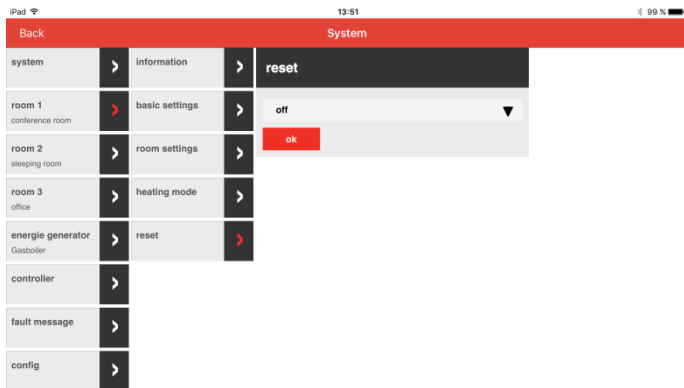 iPad 13:51 99 %
Back System
system
room 1
conference room
room 2
sleeping room
room 3
office
energie generator
Gasboiler
controller
fault message
config
information
basic settings
room settings
heating mode
reset
reset
off
ok